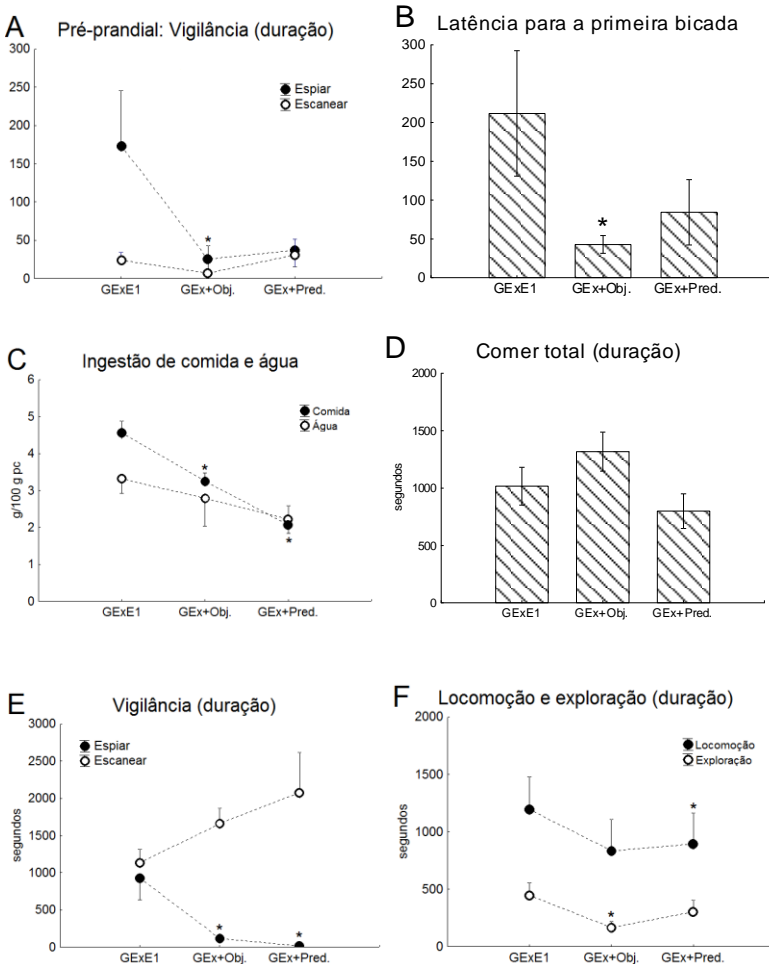 A
Pré-prandial: Vigilância (duração)
300
250
200
150
100
50
0
Espiar
Escanear
*
GExE1
GEx+Obj.
GEx+Pred.
B
Latência para a primeira bicada
300
250
200
150
100
50
0
*
GExE1
GEx+Obj.
GEx+Pred.
C
Ingestão de comida e água
g/100 g pc
6
5
4
3
2
1
0
Comida
Água
*
*
GExE1
GEx+Obj.
GEx+Pred.
D
Comer total (duração)
segundos
2000
1500
1000
500
0
GExE1
GEx+Obj.
GEx+Pred.
E
Vigilância (duração)
segundos
3000
2500
2000
1500
1000
500
0
Espiar
Escanear
*
*
GExE1
GEx+Obj.
GEx+Pred.
F
Locomoção e exploração (duração)
segundos
2000
1500
1000
500
0
Locomoção
Exploração
*
*
GExE1
GEx+Obj.
GEx+Pred.